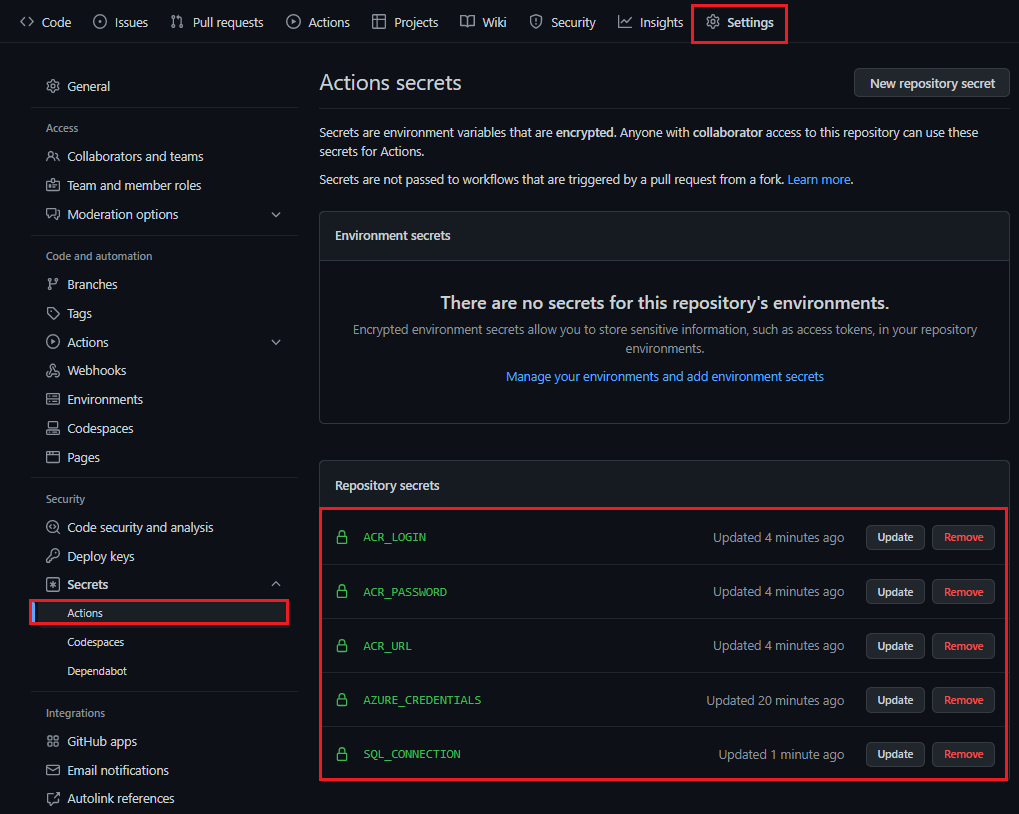 Code Issues Pull requests Actions Projects Wiki Security Insights Settings
General
Access
Collaborators and teams
Team and member roles
Moderation options
Code and automation
Branches
Tags
Actions
Webhooks
Environments
Codespaces
Pages
Security
Code security and analysis
Deploy keys
Secrets
Actions
Codespaces
Dependabot
Integrations
GitHub apps
Email notifications
Autolink references
Actions secrets
New repository secret
Secrets are environment variables that are encrypted. Anyone with collaborator access to this repository can use these
secrets for Actions.
Secrets are not passed to workflows that are triggered by a pull request from a fork. Learn more.
Environment secrets
There are no secrets for this repository's environments.
Encrypted environment secrets allow you to store sensitive information, such as access tokens, in your repository
environments.
Manage your environments and add environment secrets
Repository secrets
ACR_LOGIN Updated 4 minutes ago Update Remove
ACR_PASSWORD Updated 4 minutes ago Update Remove
ACR_URL Updated 4 minutes ago Update Remove
AZURE_CREDENTIALS Updated 20 minutes ago Update Remove
SQL_CONNECTION Updated 1 minute ago Update Remove